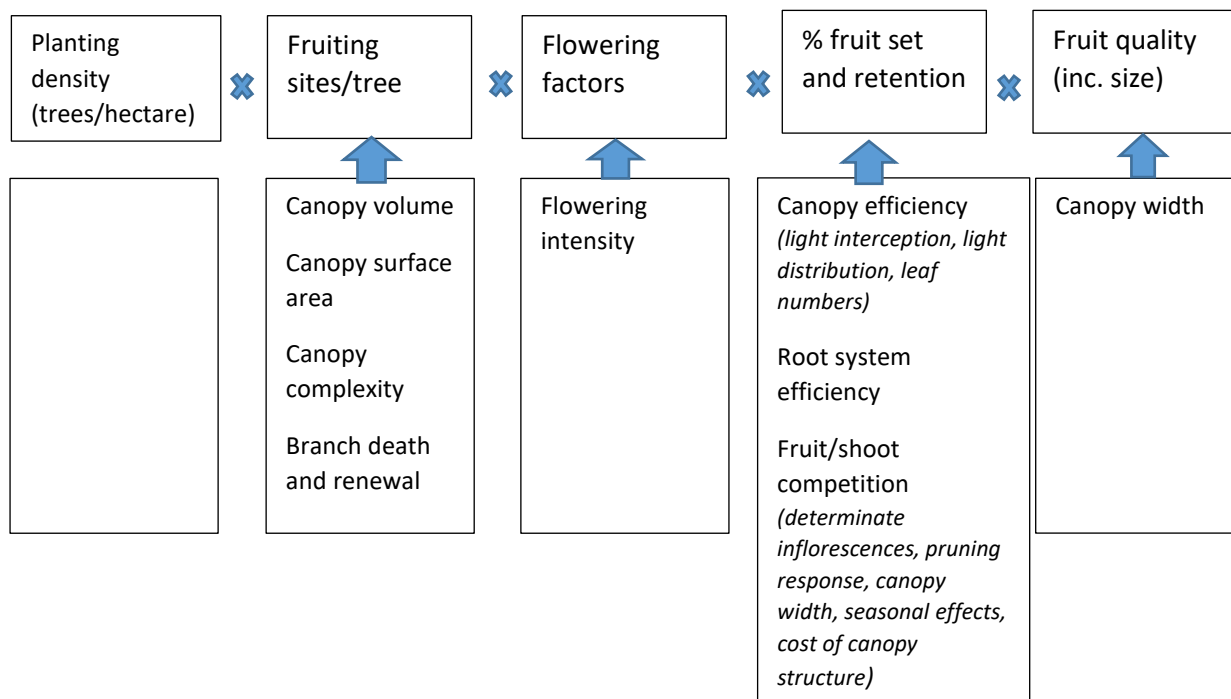 Planting
density
(trees/hectare)
Fruiting
sites/tree
Flowering
factors
% fruit set
and retention
Fruit quality
(inc. size)
Canopy volume
Canopy surface
area
Canopy
complexity
Branch death
and renewal
Flowering
intensity
Canopy efficiency
(light interception, light
distribution, leaf
numbers)
Root system
efficiency
Fruit/shoot
competition
(determinate
inflorescences, pruning
response, canopy
width, seasonal effects,
cost of canopy
structure)
Canopy width